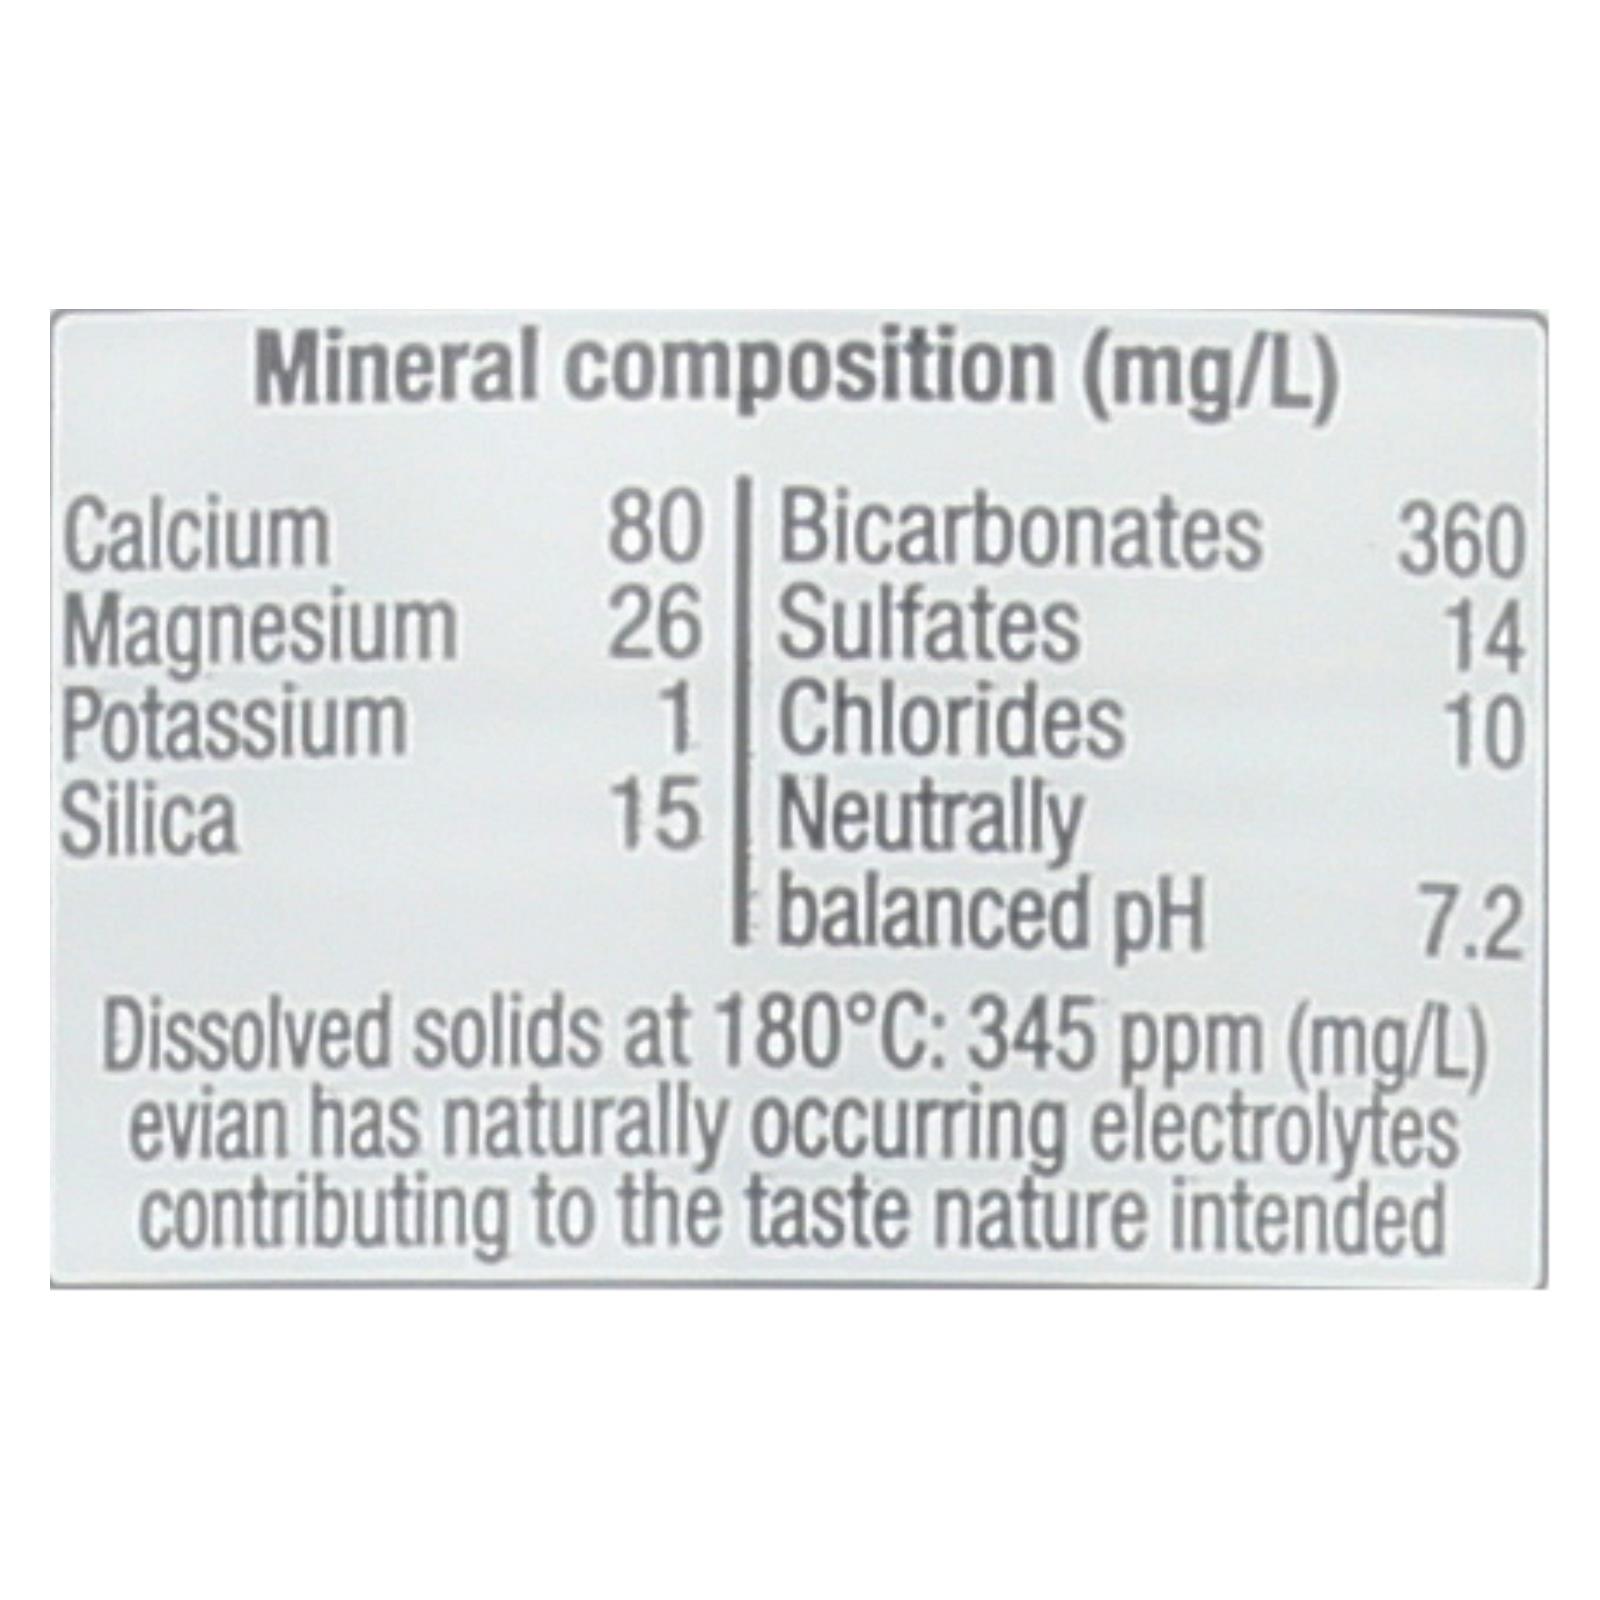 Mineral composition (mg/L)
Calcium 80
Magnesium 26
Potassium 1
Silica 15
Bicarbonates 360
Sulfates 14
Chlorides 10
Neutrally
balanced pH 7.2
Dissolved solids at 180°C: 345 ppm (mg/L)
evian has naturally occurring electrolytes
contributing to the taste nature intended